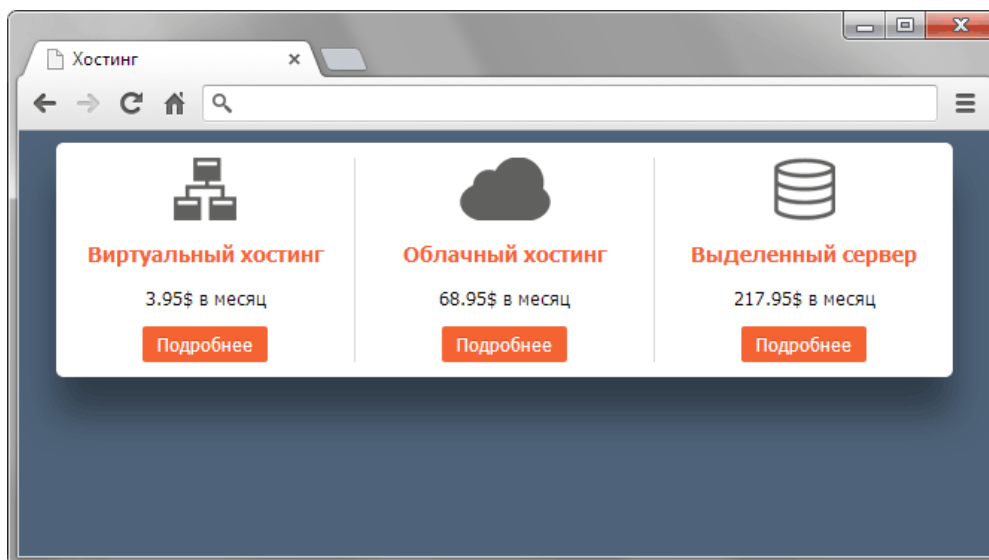 Хостинг
Виртуальный хостинг
Облачный хостинг
Выделенный сервер
3.95$ в месяц
68.95$ в месяц
217.95$ в месяц
Подробнее
Подробнее
Подробнее